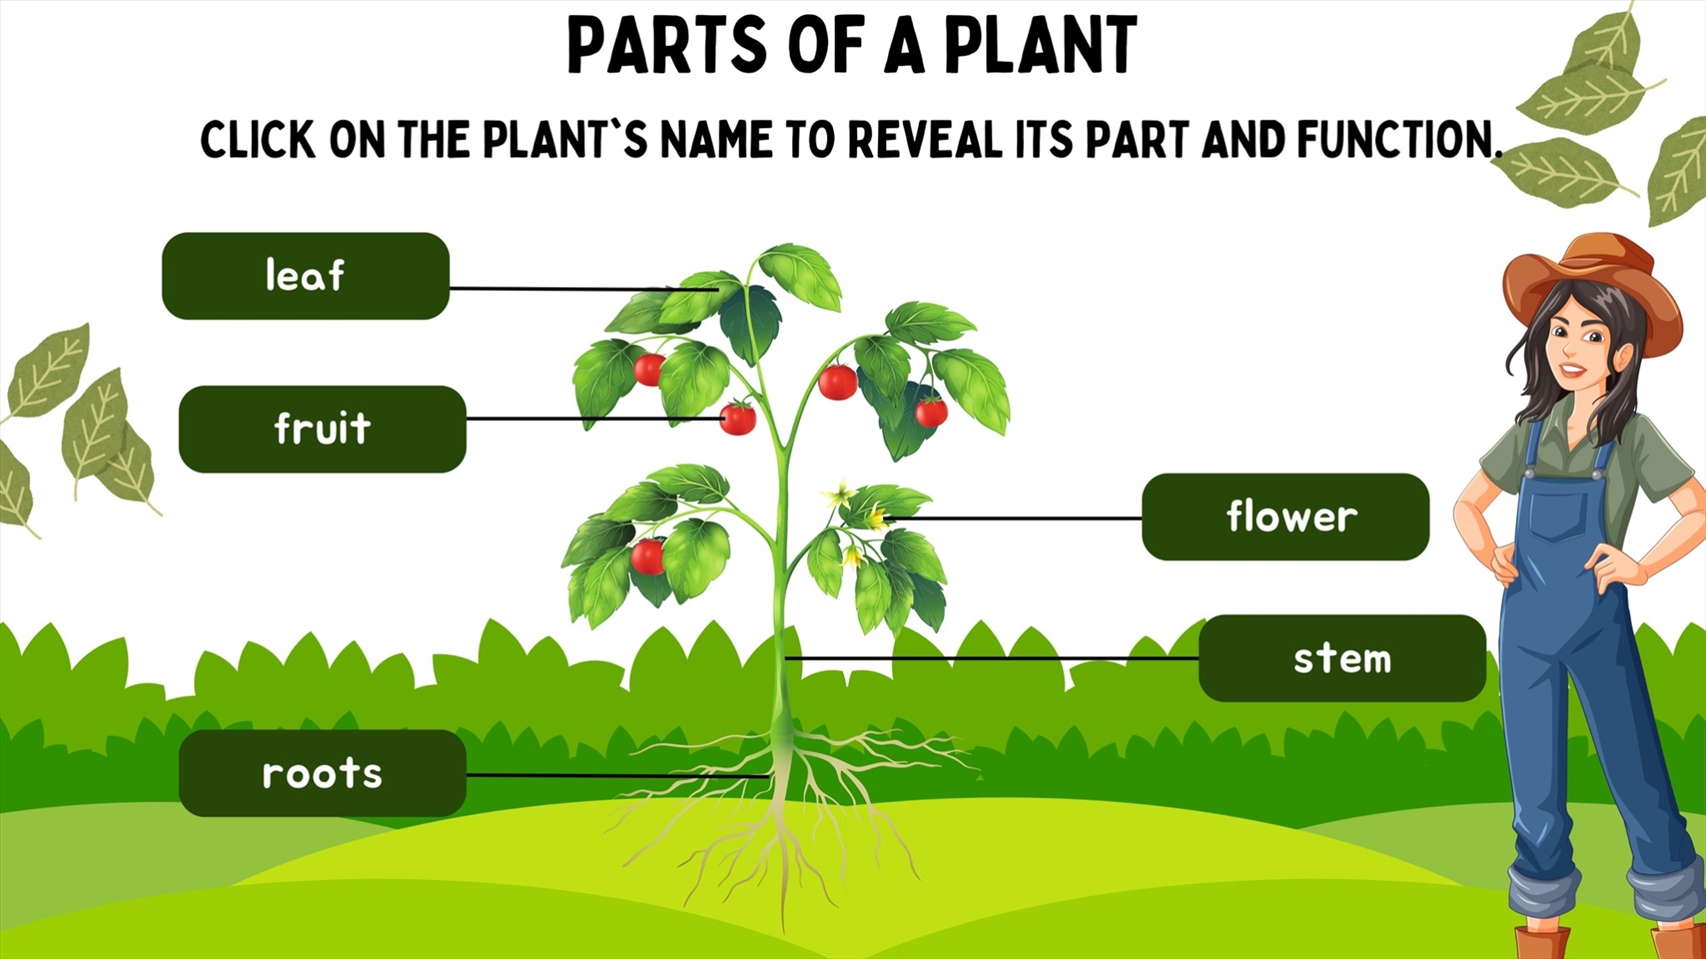 PARTS OF A PLANT
CLICK ON THE PLANT`S NAME TO REVEAL ITS PART AND FUNCTION.
leaf
fruit
flower
stem
roots